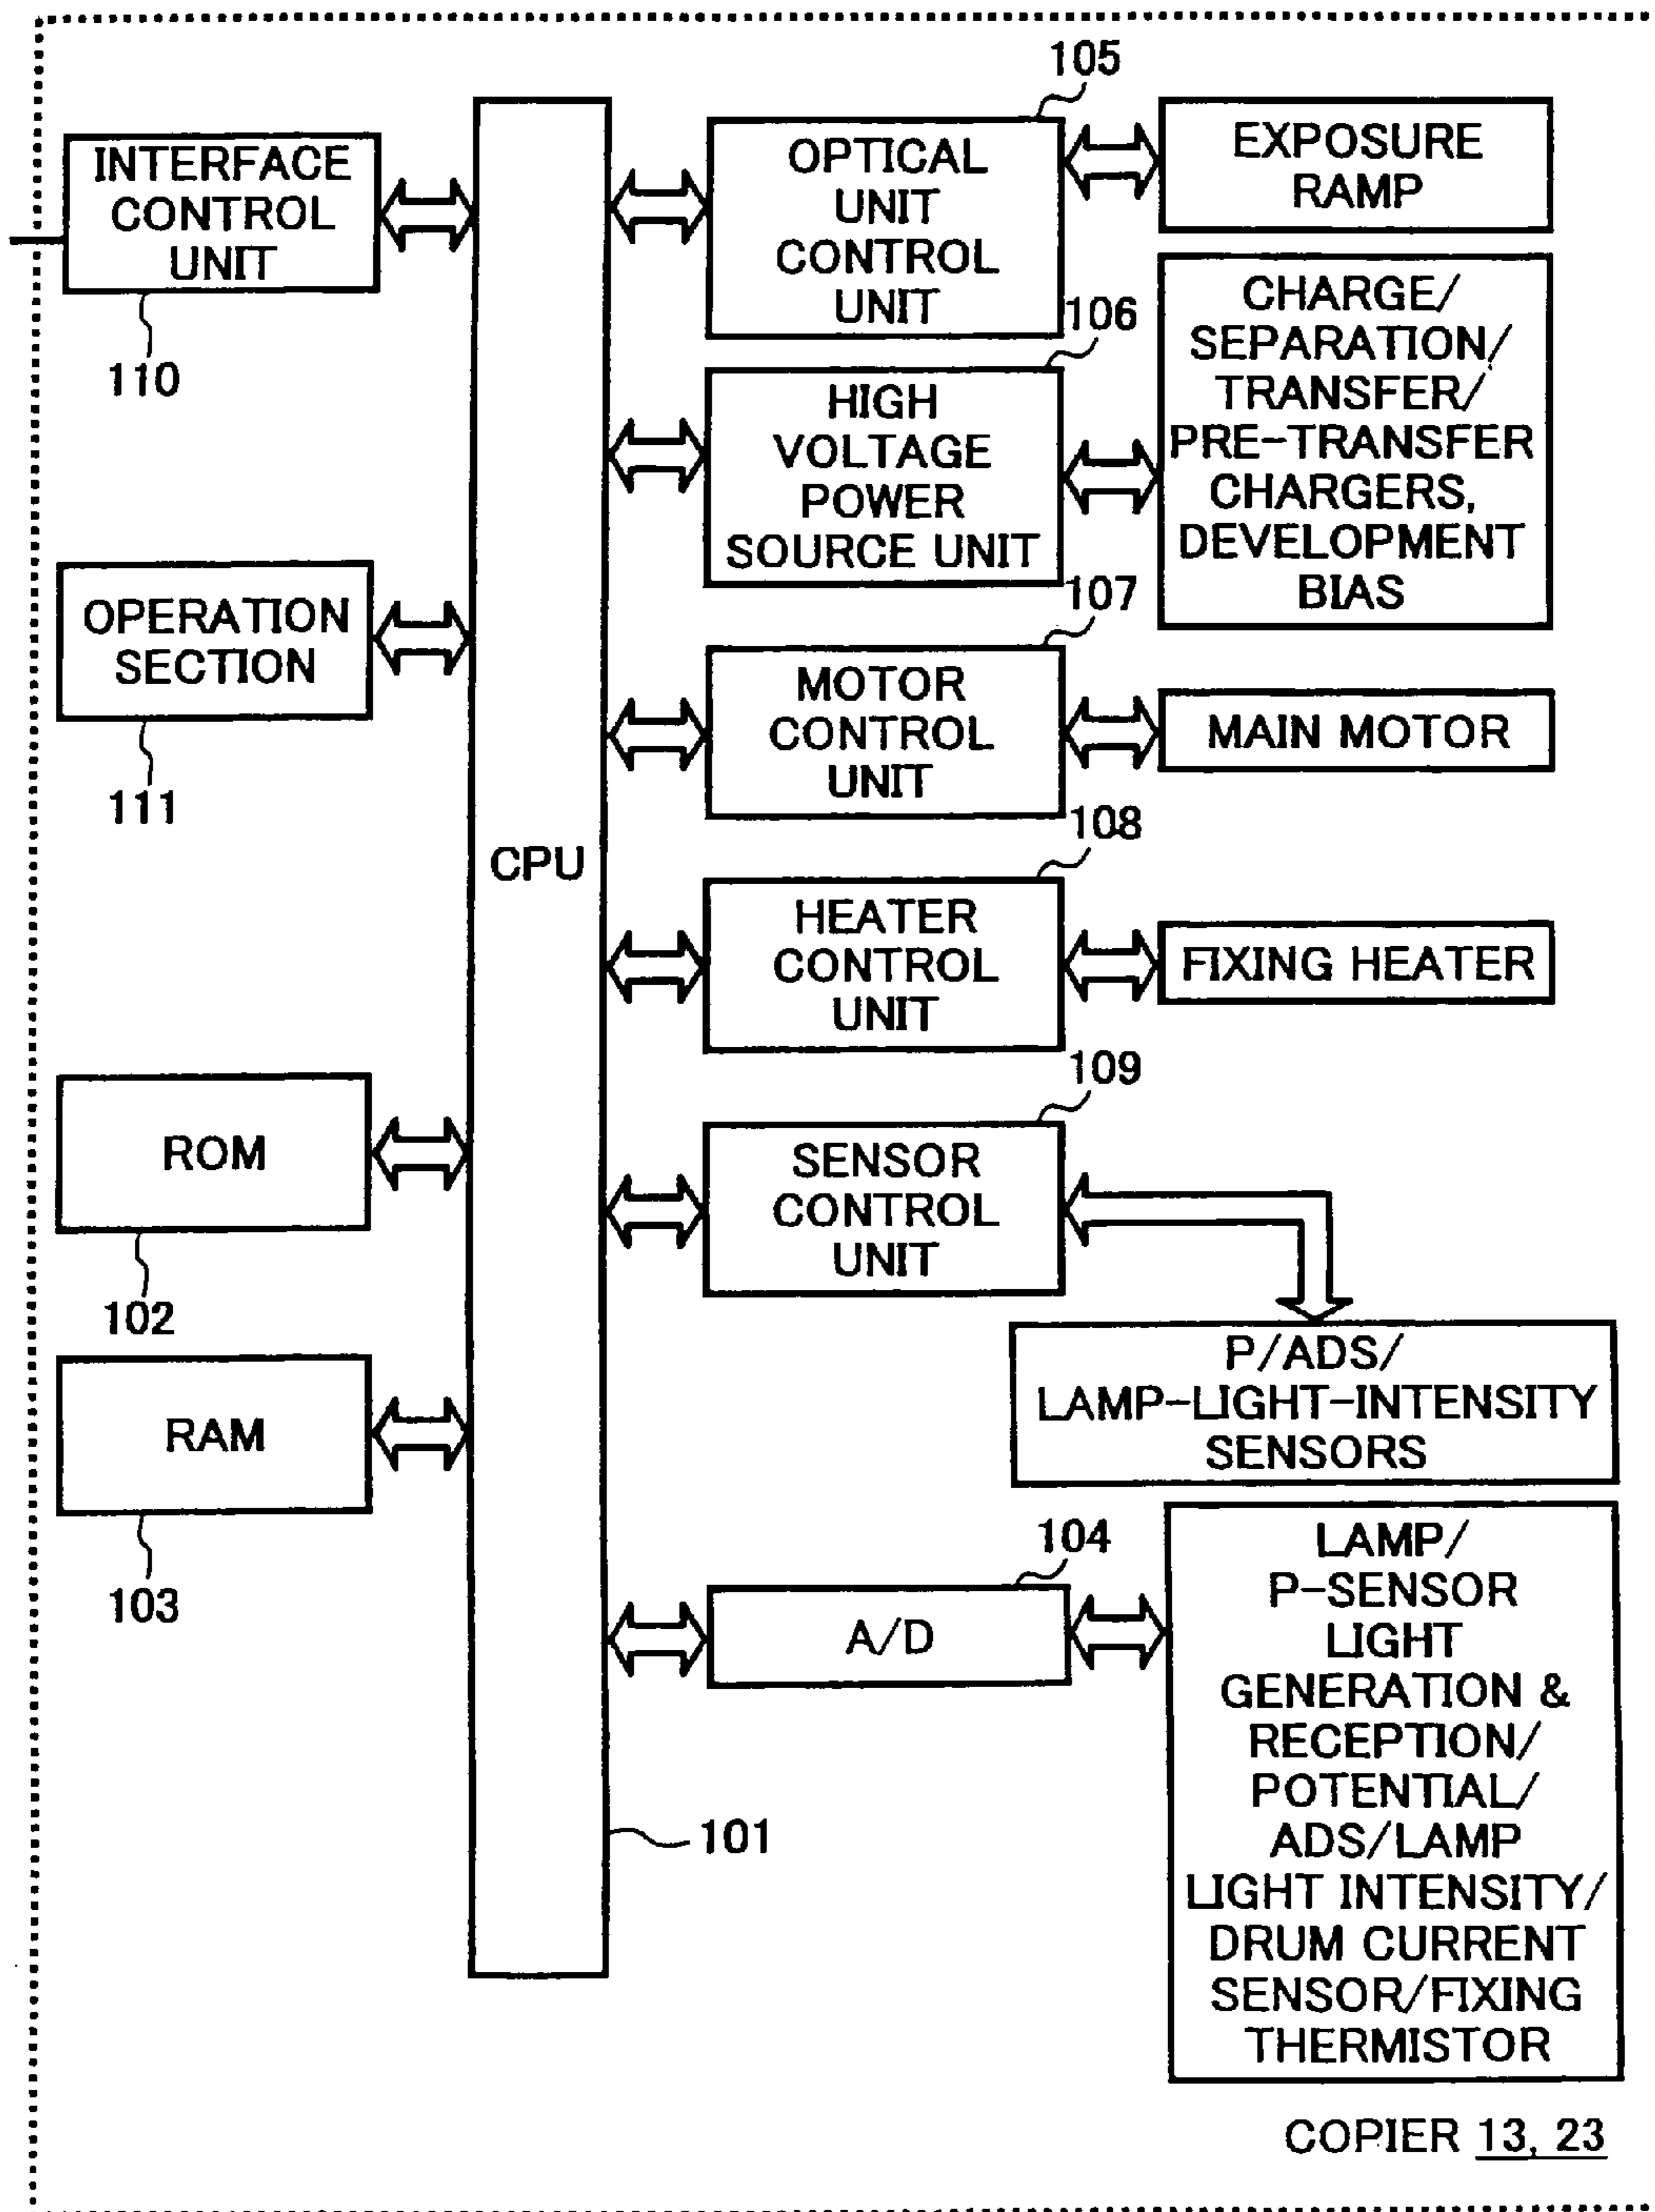 105
INTERFACE
CONTROL
UNIT
110
OPTICAL
UNIT
CONTROL
UNIT
EXPOSURE
RAMP
106
HIGH
VOLTAGE
POWER
SOURCE UNIT
CHARGE/
SEPARATION/
TRANSFER/
PRE-TRANSFER
CHARGERS,
DEVELOPMENT
BIAS
OPERATION
SECTION
111
107
MOTOR
CONTROL
UNIT
MAIN MOTOR
CPU
108
HEATER
CONTROL
UNIT
FIXING HEATER
109
ROM
102
SENSOR
CONTROL
UNIT
P/ADS/
LAMP-LIGHT-INTENSITY
SENSORS
RAM
103
104
A/D
LAMP/
P-SENSOR
LIGHT
GENERATION &
RECEPTION/
POTENTIAL/
ADS/LAMP
LIGHT INTENSITY/
DRUM CURRENT
SENSOR/FIXING
THERMISTOR
101
COPIER 13, 23